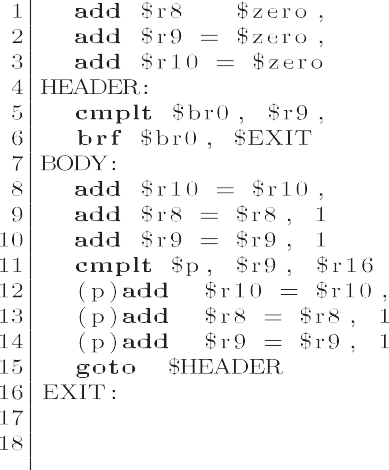 1 add $r8 $zero ,
2 add $r9 = $zero ,
3 add $r10 = $zero
4 HEADER:
5 cmplt $br0 , $r9 ,
6 brf $br0 , $EXIT
7 BODY:
8 add $r10 = $r10 ,
9 add $r8 = $r8 , 1
10 add $r9 = $r9 , 1
11 cmplt $p , $r9 , $r16
12 (p)add $r10 = $r10 ,
13 (p)add $r8 = $r8 , 1
14 (p)add $r9 = $r9 , 1
15 goto $HEADER
16 EXIT:
17
18